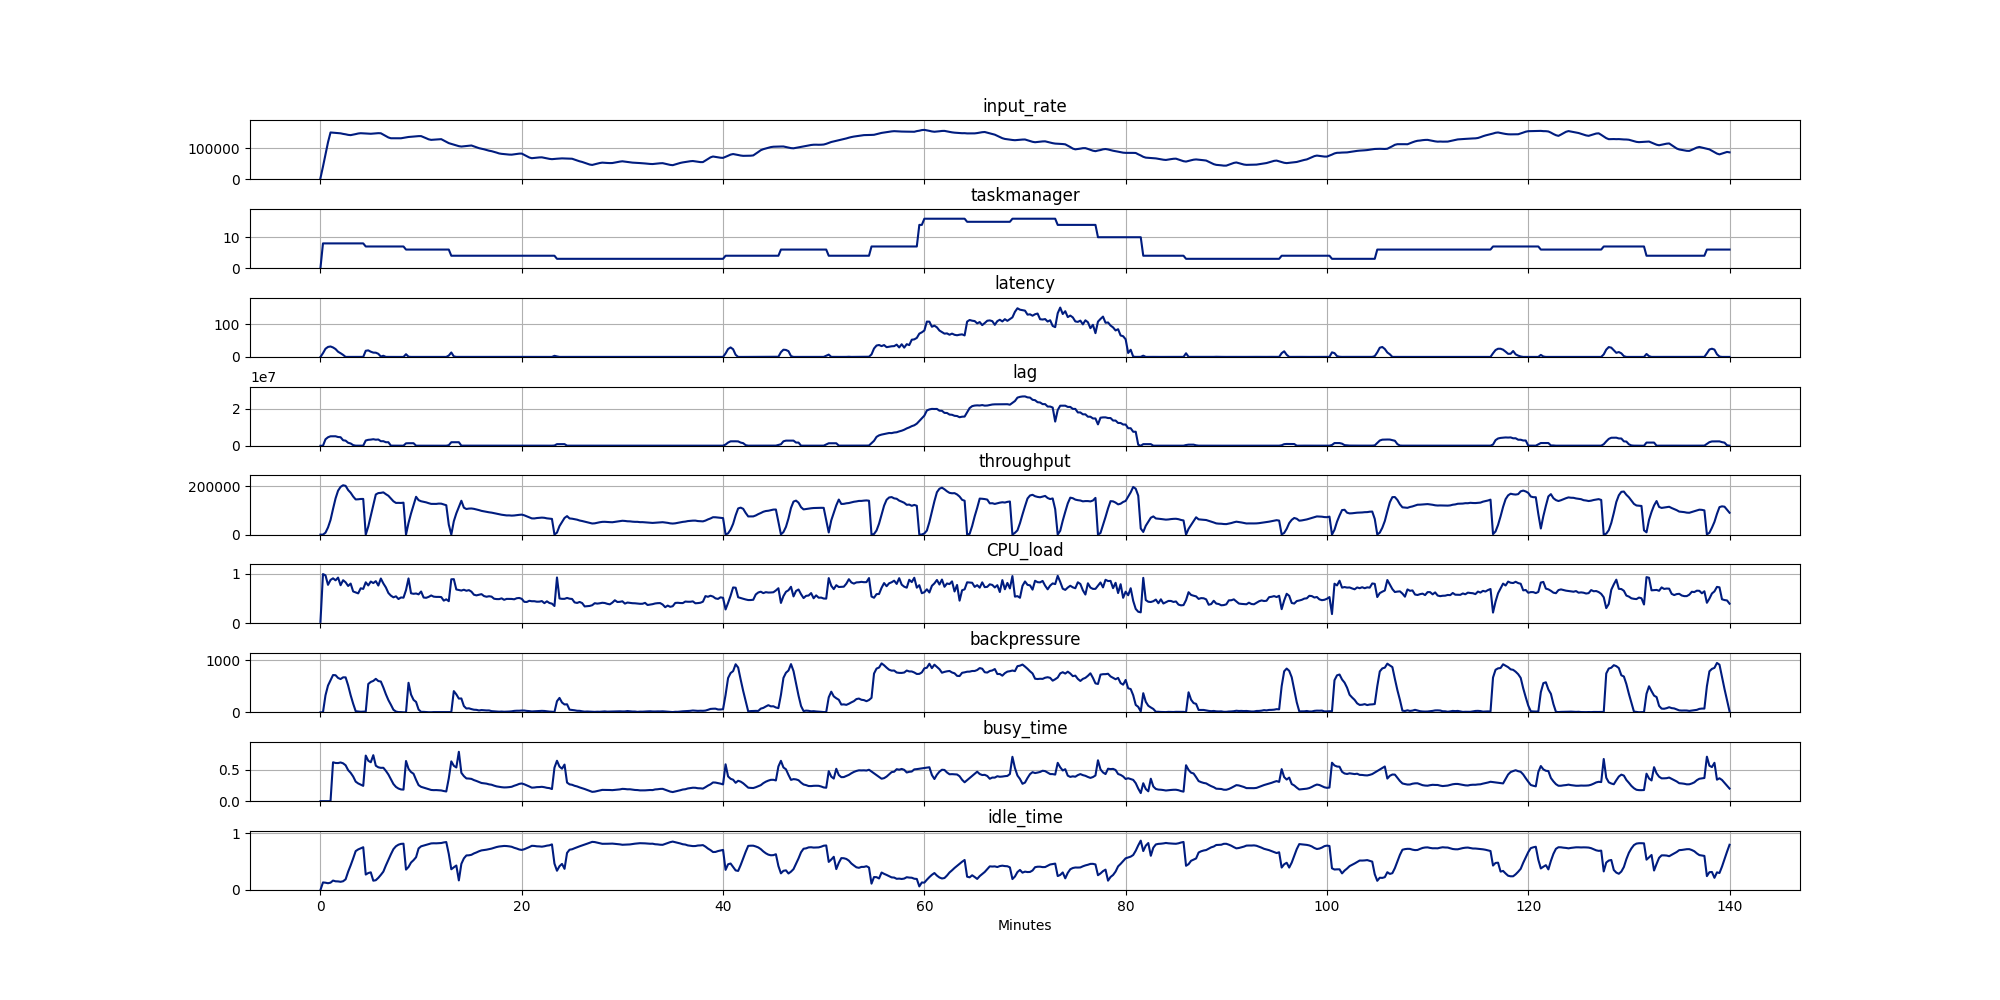 input_rate
100000
0
taskmanager
10
0
latency
100
0
1e7
lag
2
0
throughput
200000
0
CPU_load
1
0
backpressure
1000
0
busy_time
0.5
0.0
idle_time
1
0
0 20 40 60 80 100 120 140
Minutes